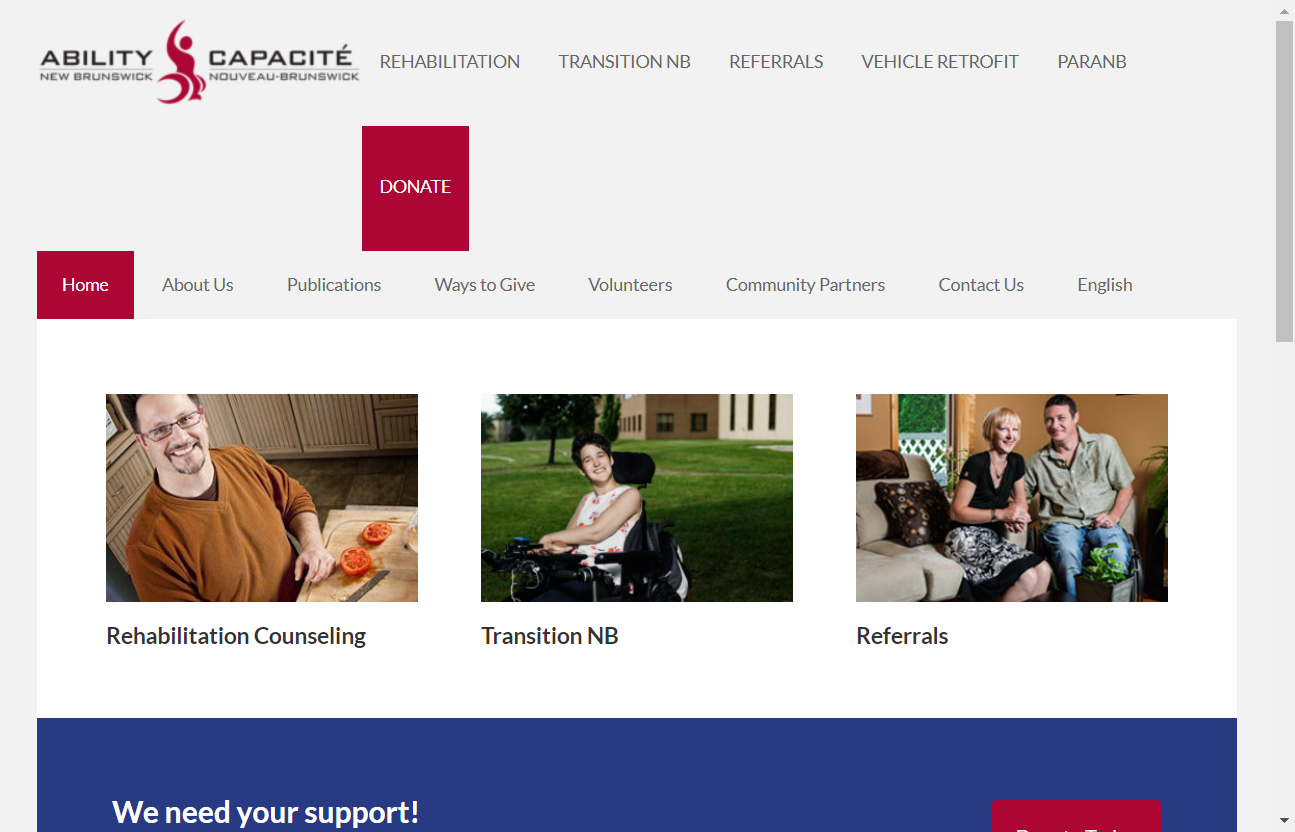 ABILITY CAPACITÉ
NEW BRUNSWICK NOUVEAU-BRUNSWICK
REHABILITATION TRANSITION NB REFERRALS VEHICLE RETROFIT PARANB
DONATE
Home About Us Publications Ways to Give Volunteers Community Partners Contact Us English
Rehabilitation Counseling Transition NB Referrals
We need your support!